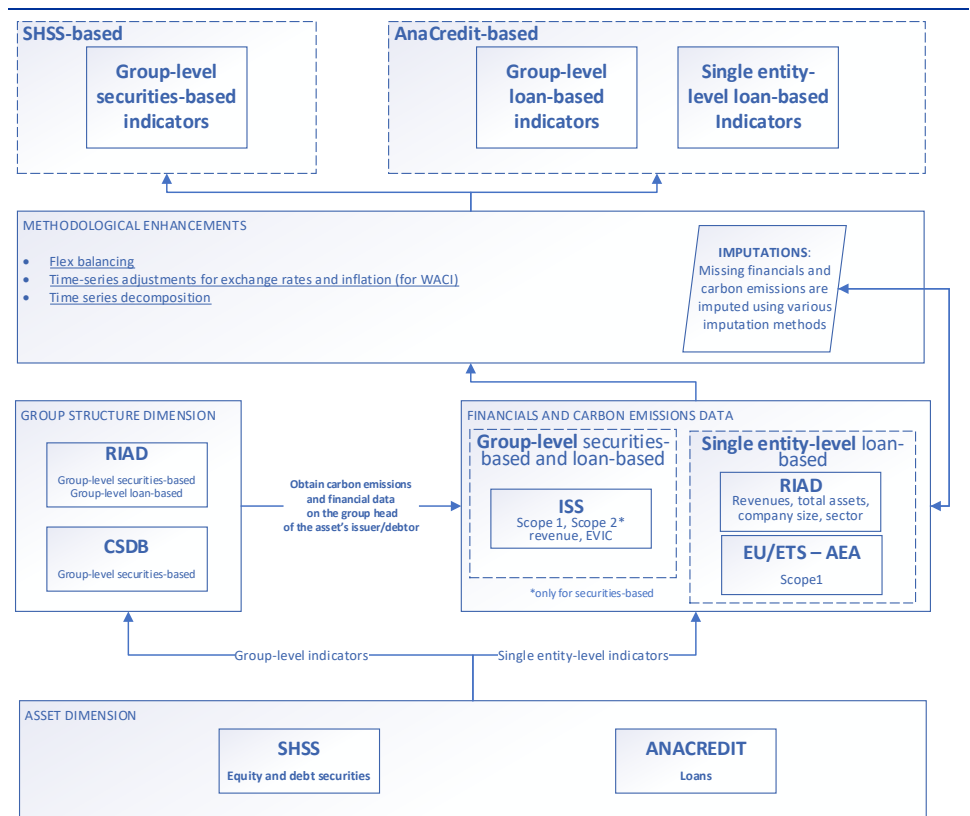 SHSS-based
Group-level
securities-based
indicators
AnaCredit-based
Group-level
loan-based
indicators
Single entity-
level loan-based
Indicators
METHODOLOGICAL ENHANCEMENTS
• Flex balancing
• Time-series adjustments for exchange rates and inflation (for WACI)
• Time series decomposition
IMPUTATIONS:
Missing financials and
carbon emissions are
imputed using various
imputation methods
GROUP STRUCTURE DIMENSION
RIAD
Group-level securities-based
Group-level loan-based
CSDB
Group-level securities-based
Obtain carbon emissions
and financial data
on the group head
of the asset's issuer/debtor
FINANCIALS AND CARBON EMISSIONS DATA
Group-level securities-
based and loan-based
ISS
Scope 1, Scope 2*
revenue, EVIC
*only for securities-based
Single entity-level loan-
based
RIAD
Revenues, total assets,
company size, sector
EU/ETS – AEA
Scope1
Group-level indicators
Single entity-level indicators
ASSET DIMENSION
SHSS
Equity and debt securities
ANACREDIT
Loans